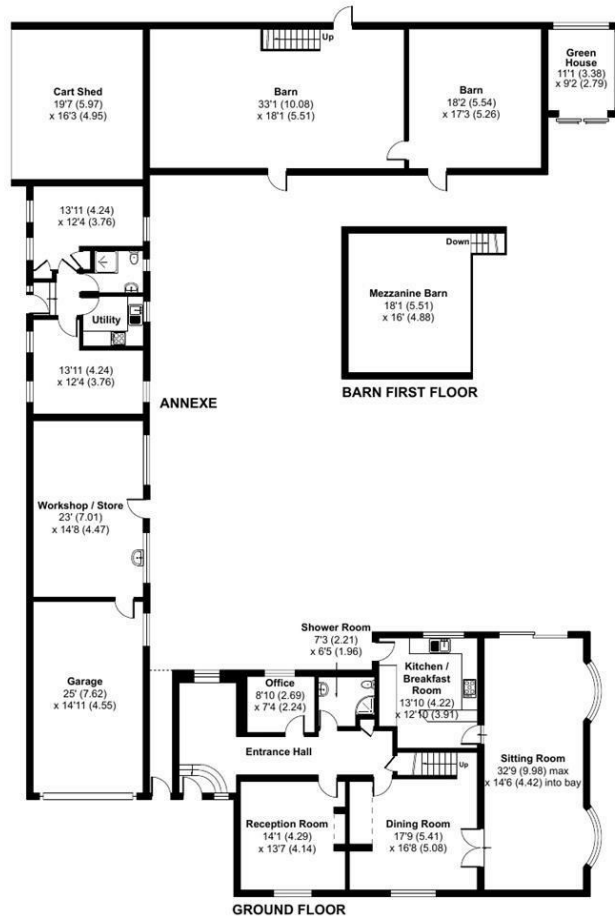 Up
Green
House
11'1 (3.38)
x 9'2 (2.79)
Cart Shed
19'7 (5.97)
x 16'3 (4.95)
Barn
33'1 (10.08)
x 18'1 (5.51)
Barn
18'2 (5.54)
x 17'3 (5.26)
13'11 (4.24)
x 12'4 (3.76)
Down
Mezzanine Barn
18'1 (5.51)
x 16' (4.88)
Utility
13'11 (4.24)
x 12'4 (3.76)
BARN FIRST FLOOR
ANNEXE
Workshop / Store
23' (7.01)
x 14'8 (4.47)
Shower Room
7'3 (2.21)
x 6'5 (1.96)
Garage
25' (7.62)
x 14'11 (4.55)
Office
8'10 (2.69)
x 7'4 (2.24)
Kitchen /
Breakfast
Room
13'10 (4.22)
x 12'10 (3.91)
Entrance Hall
Sitting Room
32'9 (9.98) max
x 14'6 (4.42) into bay
Up
Reception Room
14'1 (4.29)
x 13'7 (4.14)
Dining Room
17'9 (5.41)
x 16'8 (5.08)
GROUND FLOOR